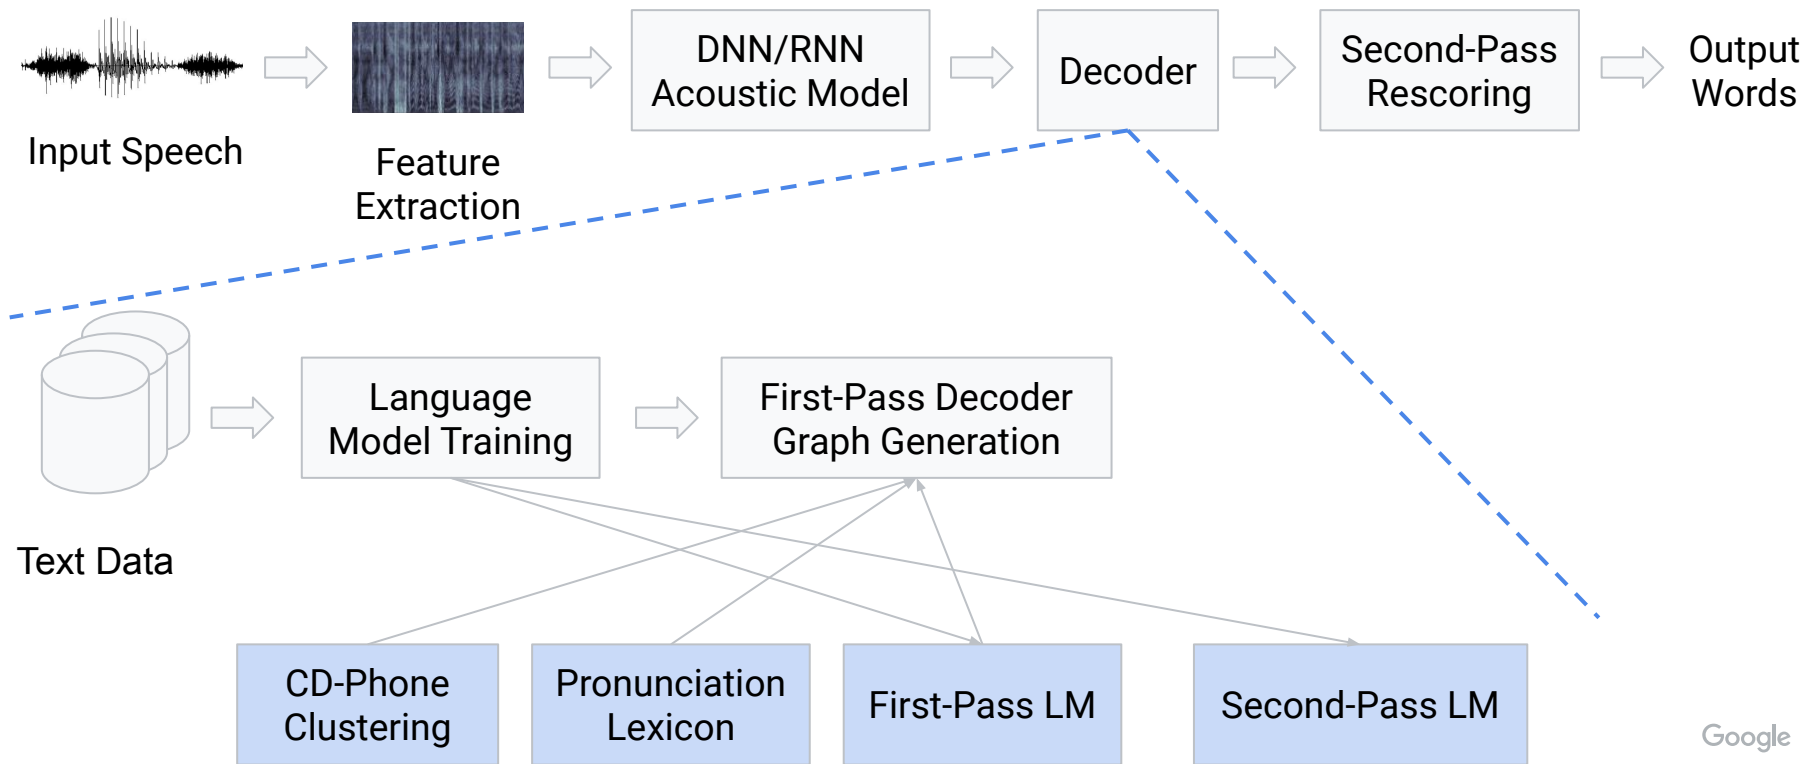 Input Speech
Feature
Extraction
DNN/RNN
Acoustic Model
Decoder
Second-Pass
Rescoring
Output
Words
Text Data
Language
Model Training
First-Pass Decoder
Graph Generation
CD-Phone
Clustering
Pronunciation
Lexicon
First-Pass LM
Second-Pass LM
Google